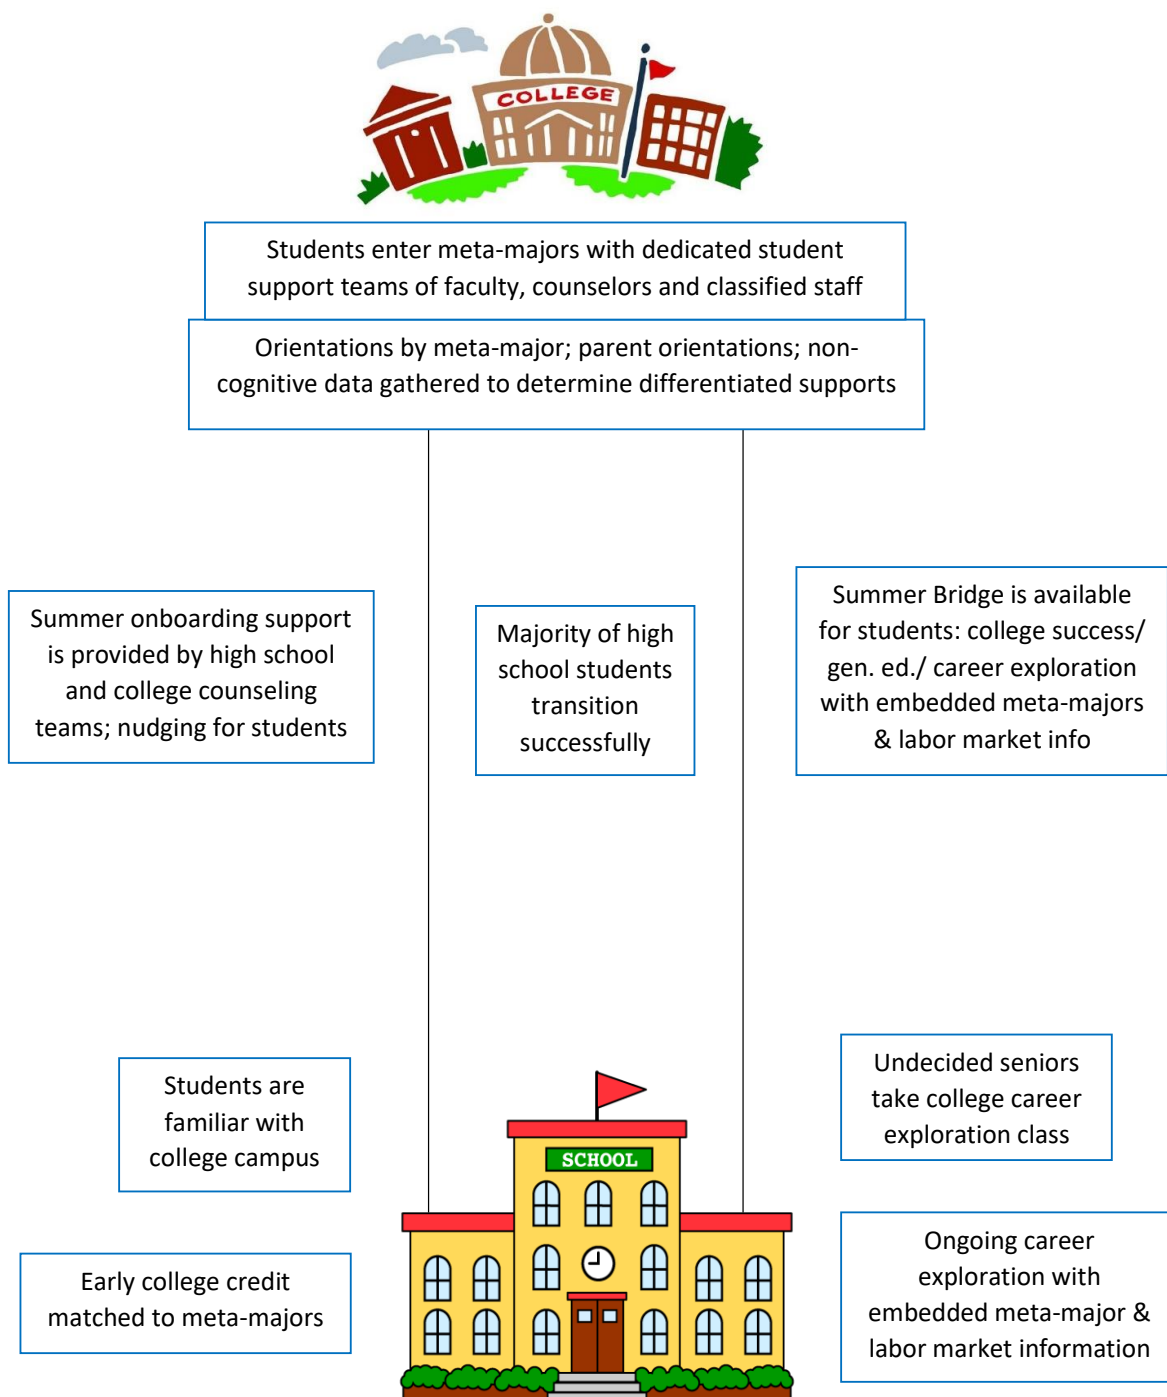 COLLEGE
Students enter meta-majors with dedicated student
support teams of faculty, counselors and classified staff
Orientations by meta-major; parent orientations; non-
cognitive data gathered to determine differentiated supports
Summer onboarding support
is provided by high school
and college counseling
teams; nudging for students
Majority of high
school students
transition
successfully
Summer Bridge is available
for students: college success/
gen. ed./ career exploration
with embedded meta-majors
& labor market info
Students are
familiar with
college campus
Undecided seniors
take college career
exploration class
SCHOOL
Early college credit
matched to meta-majors
Ongoing career
exploration with
embedded meta-major &
labor market information